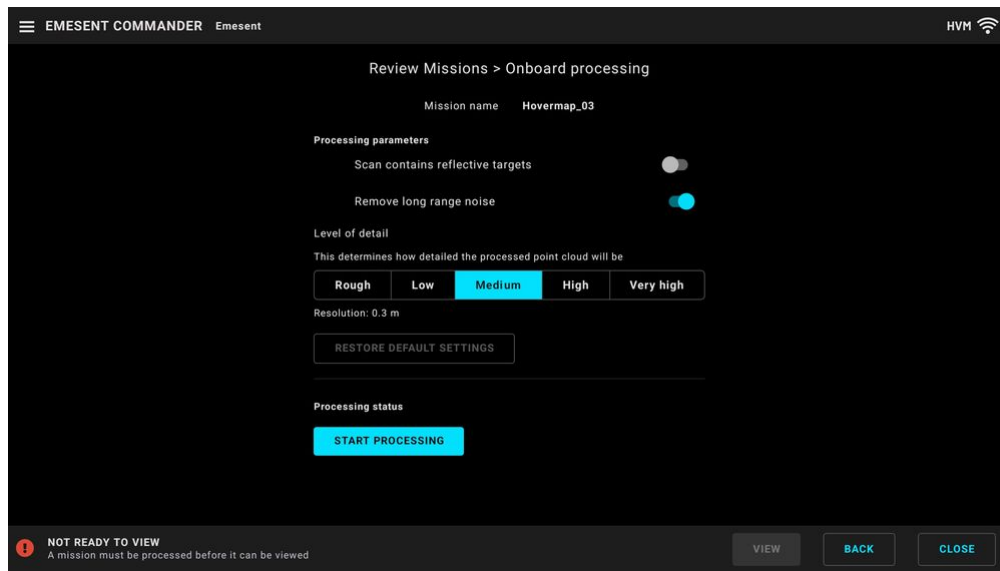 EMESENT COMMANDER Emesent HVM
Review Missions > Onboard processing
Mission name Hovermap_03
Processing parameters
Scan contains reflective targets
Remove long range noise
Level of detail
This determines how detailed the processed point cloud will be
Rough Low Medium High Very high
Resolution: 0.3 m
RESTORE DEFAULT SETTINGS
Processing status
START PROCESSING
NOT READY TO VIEW
A mission must be processed before it can be viewed
VIEW BACK CLOSE